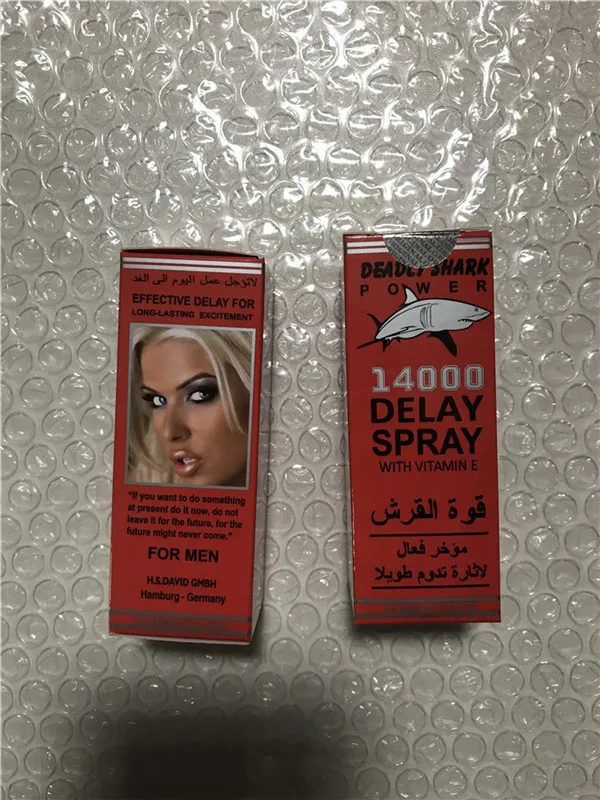 لاتؤجل عمل اليوم الى الغد
EFFECTIVE DELAY FOR
LONG-LASTING EXCITEMENT
"If you want to do something
at present do it now, do not
leave it for the future, for the
future might never come."
FOR MEN
H.S.DAVID GMBH
Hamburg - Germany
DEADLY SHARK
POWER
14000
DELAY
SPRAY
WITH VITAMIN E
قوة القرش
مؤخر فعال
لاثارة تدوم طويلا